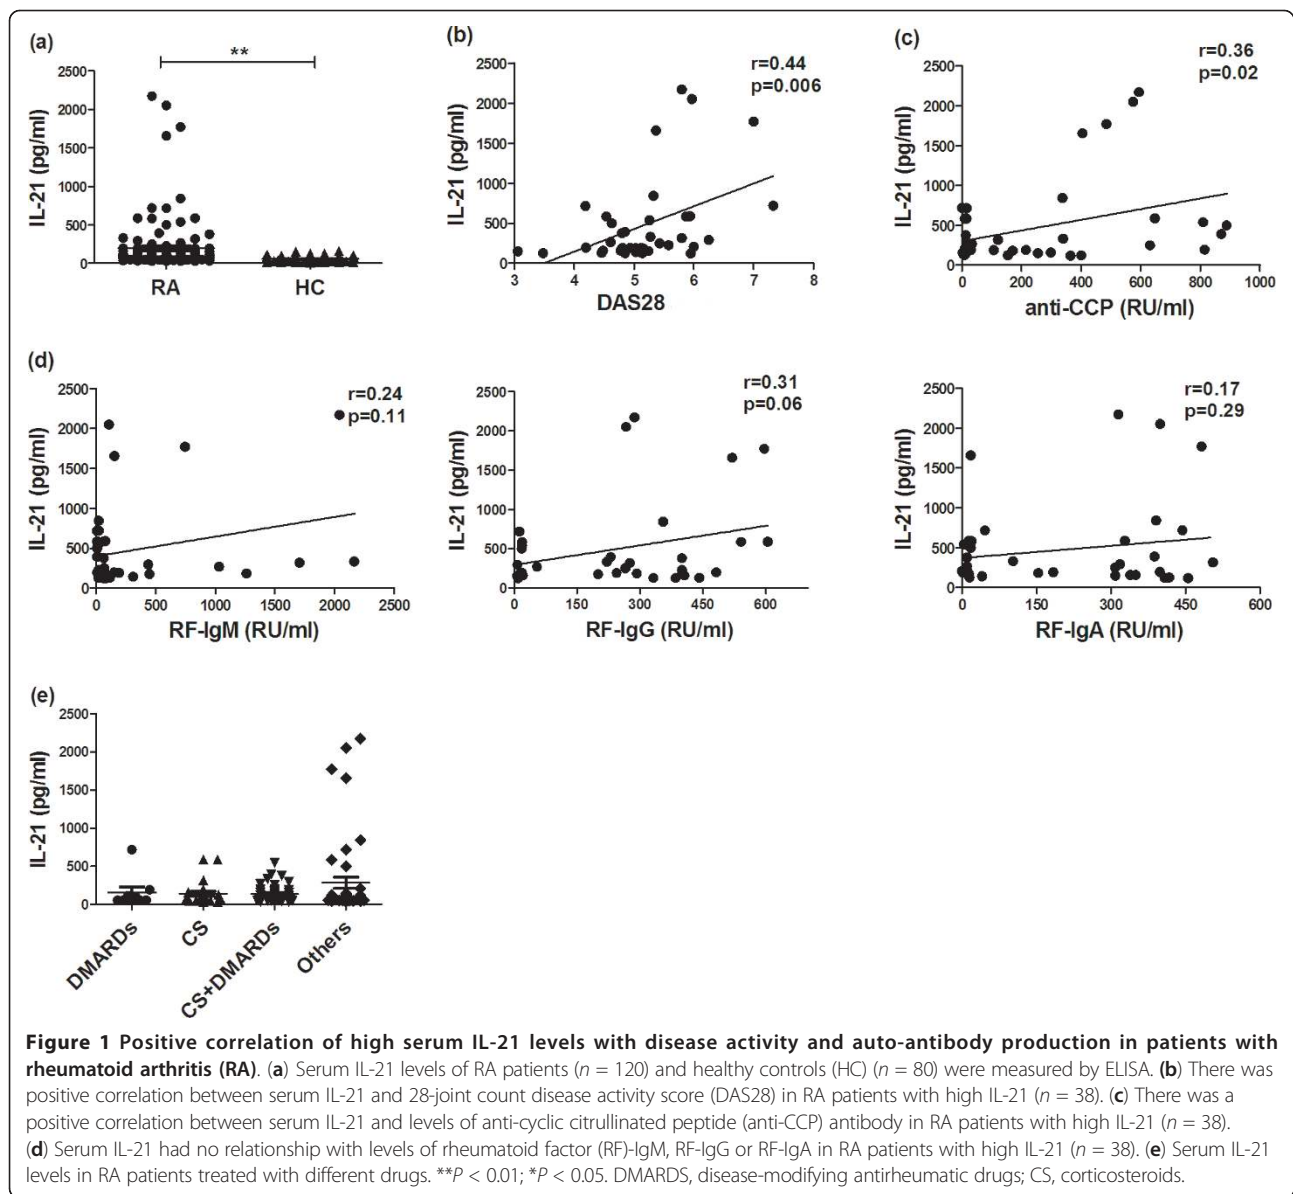 (a)
**
IL-21 (pg/ml)
2500
2000
1500
1000
500
0
RA HC
(b)
r=0.44
p=0.006
IL-21 (pg/ml)
2500
2000
1500
1000
500
0
3 4 5 6 7 8
DAS28
(c)
r=0.36
p=0.02
IL-21 (pg/ml)
2500
2000
1500
1000
500
0
0 200 400 600 800 1000
anti-CCP (RU/ml)
(d)
r=0.24
p=0.11
IL-21 (pg/ml)
2500
2000
1500
1000
500
0
0 500 1000 1500 2000 2500
RF-IgM (RU/ml)
r=0.31
p=0.06
IL-21 (pg/ml)
2500
2000
1500
1000
500
0
0 150 300 450 600
RF-IgG (RU/ml)
r=0.17
p=0.29
IL-21 (pg/ml)
2500
2000
1500
1000
500
0
0 150 300 450 600
RF-IgA (RU/ml)
(e)
IL-21 (pg/ml)
2500
2000
1500
1000
500
0
DMARDs CS CS+DMARDs Others
Figure 1 Positive correlation of high serum IL-21 levels with disease activity and auto-antibody production in patients with
rheumatoid arthritis (RA). (a) Serum IL-21 levels of RA patients (n = 120) and healthy controls (HC) (n = 80) were measured by ELISA. (b) There was
positive correlation between serum IL-21 and 28-joint count disease activity score (DAS28) in RA patients with high IL-21 (n = 38). (c) There was a
positive correlation between serum IL-21 and levels of anti-cyclic citrullinated peptide (anti-CCP) antibody in RA patients with high IL-21 (n = 38).
(d) Serum IL-21 had no relationship with levels of rheumatoid factor (RF)-IgM, RF-IgG or RF-IgA in RA patients with high IL-21 (n = 38). (e) Serum IL-21
levels in RA patients treated with different drugs. **P < 0.01; *P < 0.05. DMARDS, disease-modifying antirheumatic drugs; CS, corticosteroids.